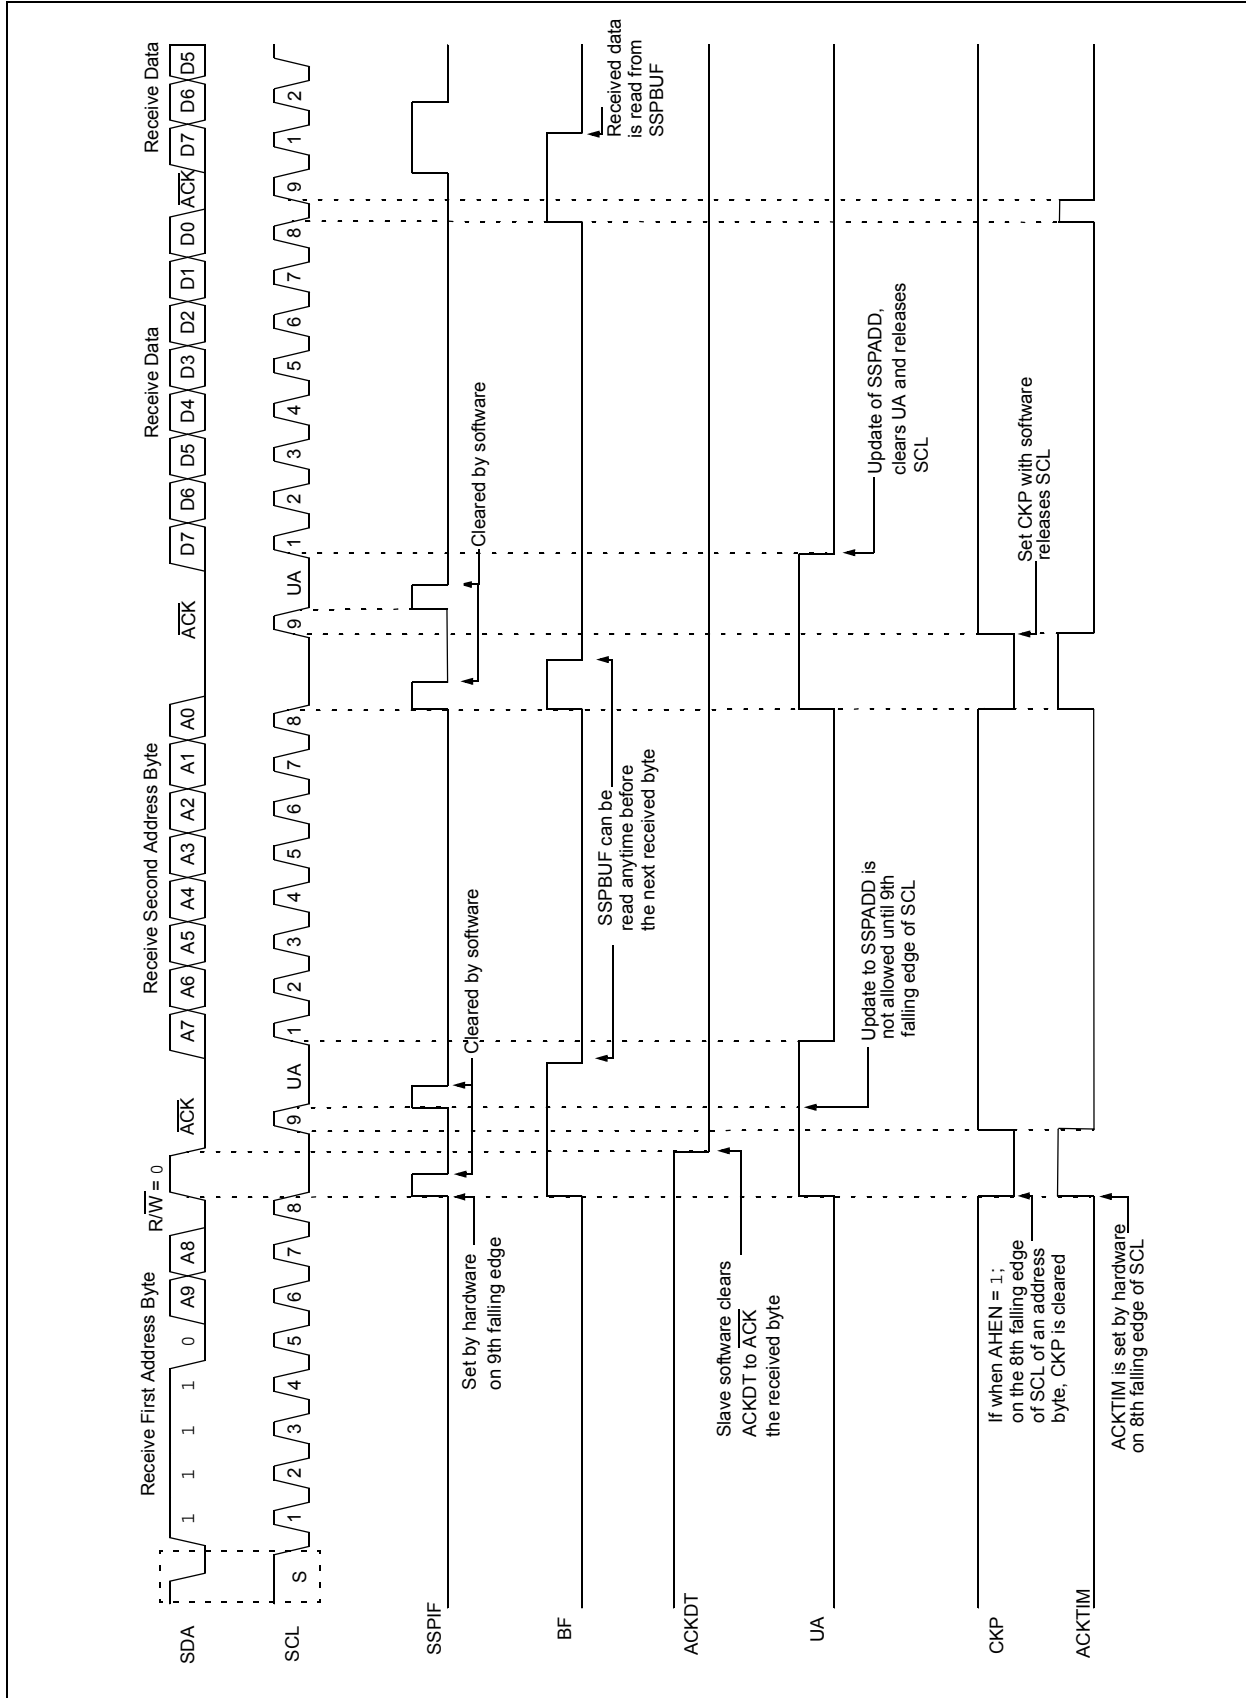 Receive First Address Byte
R/W = 0
Receive Second Address Byte
Receive Data
Receive Data
SDA
1 1 1 1 0 A9 A8
ACK
A7 A6 A5 A4 A3 A2 A1 A0
ACK
D7 D6 D5 D4 D3 D2 D1 D0
ACK
D7 D6 D5
SCL
S
1 2 3 4 5 6 7 8 9 UA
1 2 3 4 5 6 7 8 9 UA
1 2 3 4 5 6 7 8 9
1 2
SSPIF
Set by hardware
on 9th falling edge
Cleared by software
Cleared by software
BF
SSPBUF can be
read anytime before
the next received byte
Received data
is read from
SSPBUF
ACKDT
Slave software clears
ACKDT to ACK
the received byte
UA
Update to SSPADD is
not allowed until 9th
falling edge of SCL
Update of SSPADD,
clears UA and releases
SCL
CKP
If when AHEN = 1;
on the 8th falling edge
of SCL of an address
byte, CKP is cleared
Set CKP with software
releases SCL
ACKTIM
ACKTIM is set by hardware
on 8th falling edge of SCL